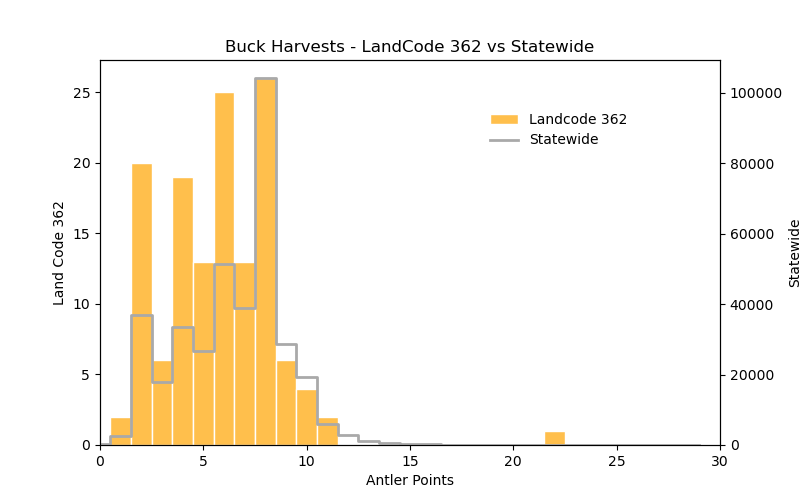 Buck Harvests - LandCode 362 vs Statewide
25
20
15
10
5
0
Land Code 362
Landcode 362
Statewide
100000
80000
60000
40000
20000
0
Statewide
0 5 10 15 20 25 30
Antler Points